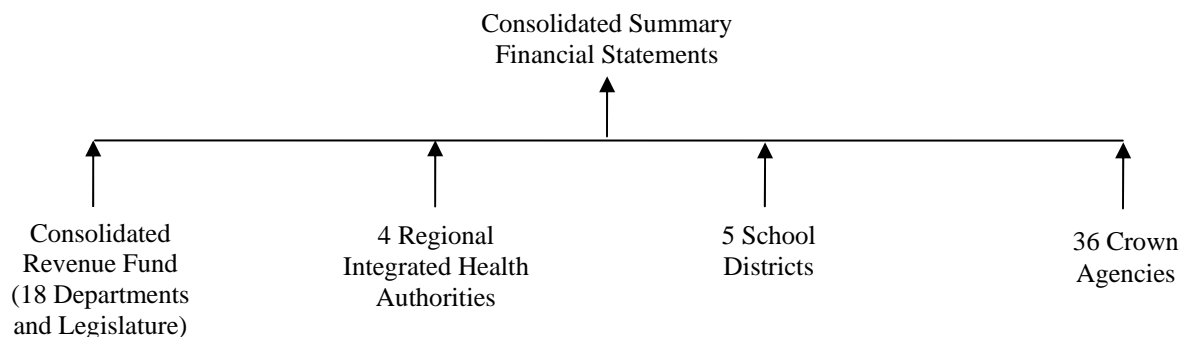 Consolidated Summary
Financial Statements
Consolidated
Revenue Fund
(18 Departments
and Legislature)
4 Regional
Integrated Health
Authorities
5 School
Districts
36 Crown
Agencies